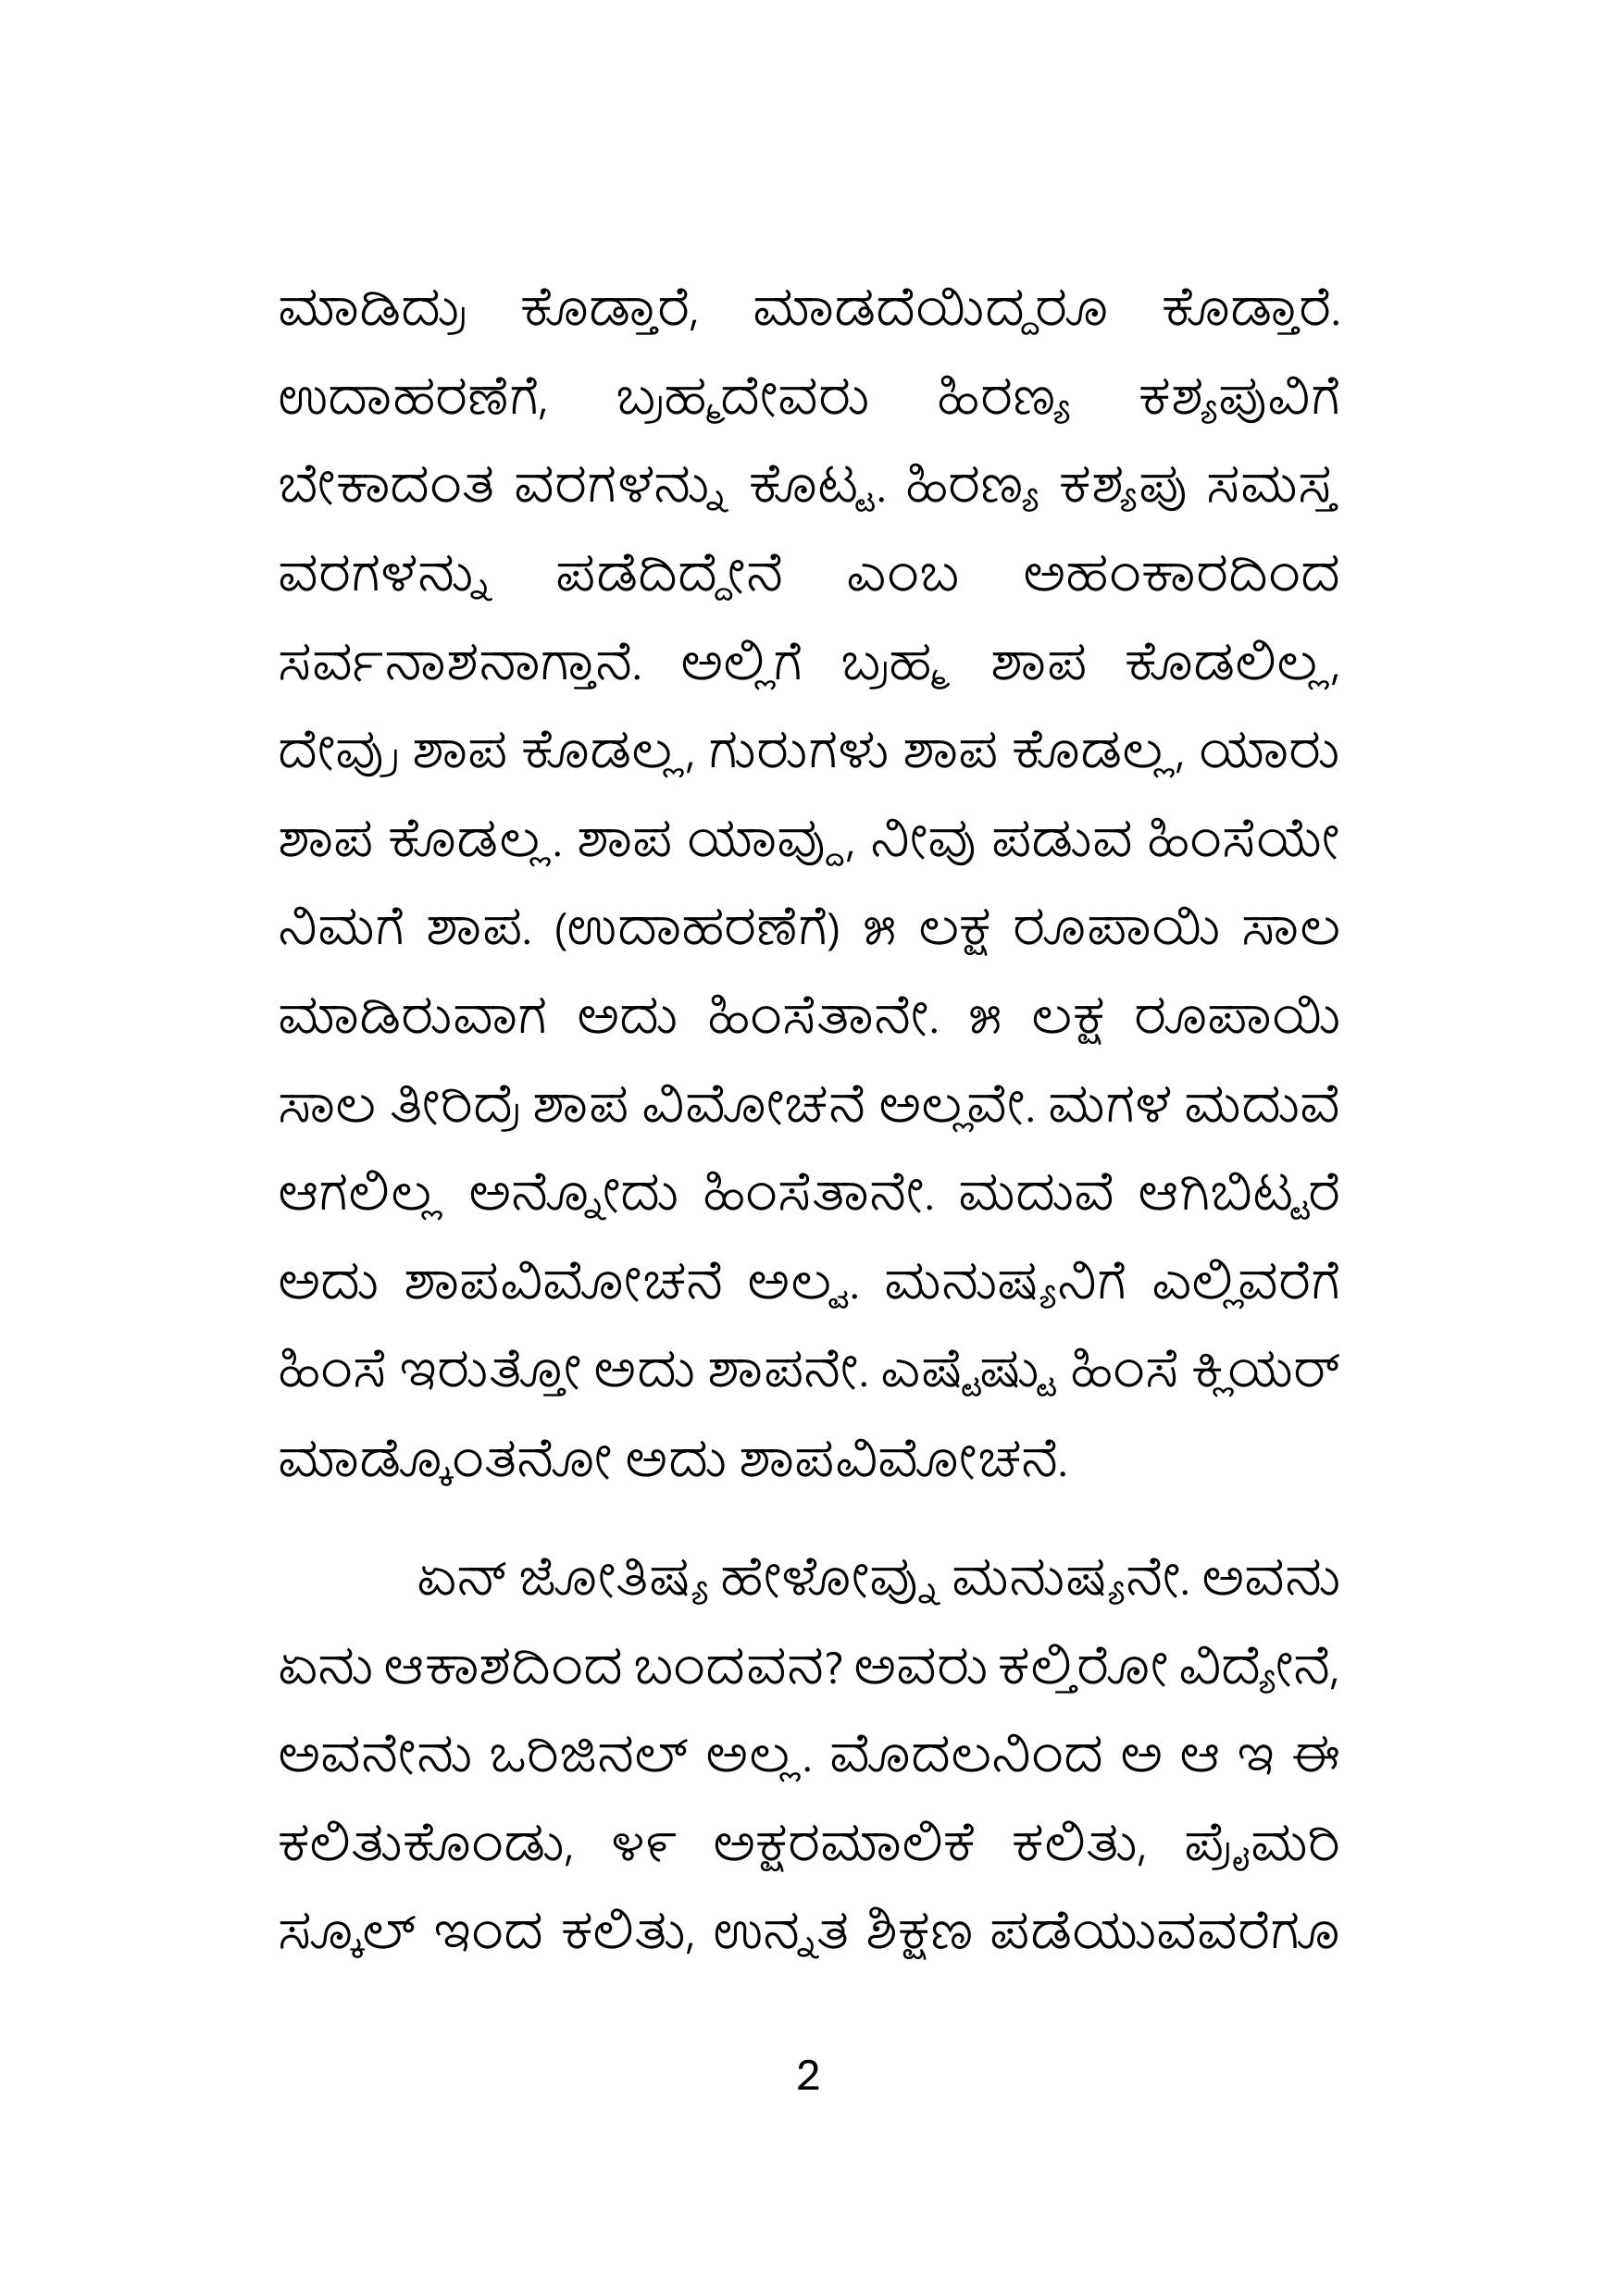 ಮಾಡಿದ್ರು ಕೊಡ್ತಾರೆ, ಮಾಡದೆಯಿದ್ದರೂ ಕೊಡ್ತಾರೆ.
ಉದಾಹರಣೆಗೆ, ಬ್ರಹ್ಮದೇವರು ಹಿರಣ್ಯ ಕಶ್ಯಪುವಿಗೆ
ಬೇಕಾದಂತ ವರಗಳನ್ನು ಕೊಟ್ಟ. ಹಿರಣ್ಯ ಕಶ್ಯಪು ಸಮಸ್ತ
ವರಗಳನ್ನು ಪಡೆದಿದ್ದೇನೆ ಎಂಬ ಅಹಂಕಾರದಿಂದ
ಸರ್ವನಾಶನಾಗ್ತಾನೆ. ಅಲ್ಲಿಗೆ ಬ್ರಹ್ಮ ಶಾಪ ಕೊಡಲಿಲ್ಲ,
ದೇವ್ರು ಶಾಪ ಕೊಡಲ್ಲ, ಗುರುಗಳು ಶಾಪ ಕೊಡಲ್ಲ, ಯಾರು
ಶಾಪ ಕೊಡಲ್ಲ. ಶಾಪ ಯಾವ್ದು, ನೀವು ಪಡುವ ಹಿಂಸೆಯೇ
ನಿಮಗೆ ಶಾಪ. (ಉದಾಹರಣೆಗೆ) ೫ ಲಕ್ಷ ರೂಪಾಯಿ ಸಾಲ
ಮಾಡಿರುವಾಗ ಅದು ಹಿಂಸೆತಾನೇ. ೫ ಲಕ್ಷ ರೂಪಾಯಿ
ಸಾಲ ತೀರಿದ್ರೆ ಶಾಪ ವಿಮೋಚನೆ ಅಲ್ಲವೇ. ಮಗಳ ಮದುವೆ
ಆಗಲಿಲ್ಲ ಅನ್ನೋದು ಹಿಂಸೆತಾನೇ. ಮದುವೆ ಆಗಿಬಿಟ್ಟರೆ
ಅದು ಶಾಪವಿಮೋಚನೆ ಅಲ್ವ. ಮನುಷ್ಯನಿಗೆ ಎಲ್ಲಿವರೆಗೆ
ಹಿಂಸೆ ಇರುತ್ತೋ ಅದು ಶಾಪನೇ. ಎಷ್ಟೆಷ್ಟು ಹಿಂಸೆ ಕ್ಲಿಯರ್
ಮಾಡ್ಕೊಂತನೋ ಅದು ಶಾಪವಿಮೋಚನೆ.
ಏನ್ ಜೋತಿಷ್ಯ ಹೇಳೋವ್ನು ಮನುಷ್ಯನೇ. ಅವನು
ಏನು ಆಕಾಶದಿಂದ ಬಂದವನ? ಅವರು ಕಲ್ತಿರೋ ವಿದ್ಯೇನೆ,
ಅವನೇನು ಒರಿಜಿನಲ್ ಅಲ್ಲ. ಮೊದಲನಿಂದ ಅ ಆ ಇ ಈ
ಕಲಿತುಕೊಂಡು, ೪೯ ಅಕ್ಷರಮಾಲಿಕೆ ಕಲಿತು, ಪ್ರೈಮರಿ
ಸ್ಕೂಲ್ ಇಂದ ಕಲಿತು, ಉನ್ನತ ಶಿಕ್ಷಣ ಪಡೆಯುವವರೆಗೂ
2